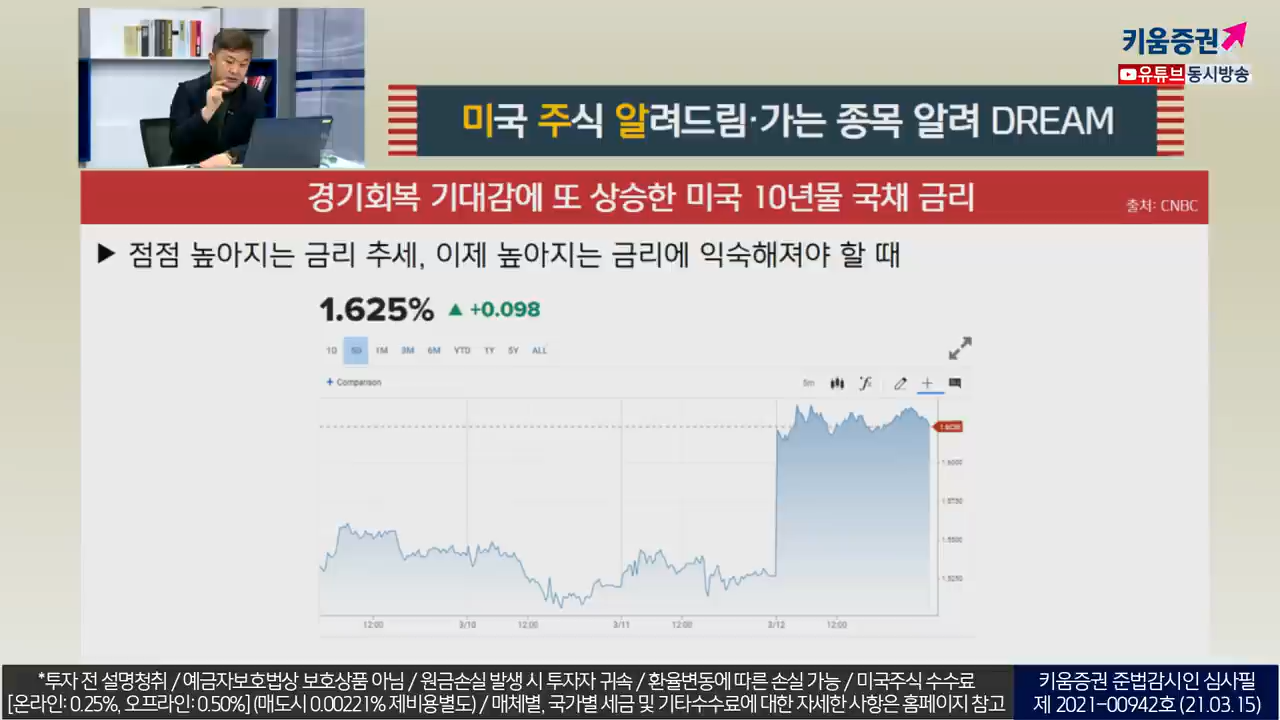 키움증권
유튜브 동시방송
미국 주식 알려드림·가는 종목 알려 DREAM
경기회복 기대감에 또 상승한 미국 10년물 국채 금리
출처: CNBC
▶ 점점 높아지는 금리 추세, 이제 높아지는 금리에 익숙해져야 할 때
1.625% ▲ +0.098
1D 5D 1M 3M 6M YTD 1Y 5Y ALL
+ Comparison
5m
1.6000
1.5750
1.5500
1.5250
12:00 3/10 12:00 3/11 12:00 3/12 12:00
*투자 전 설명청취 / 예금자보호법상 보호상품 아님 / 원금손실 발생 시 투자자 귀속 / 환율변동에 따른 손실 가능 / 미국주식 수수료
[온라인: 0.25%, 오프라인: 0.50%] (매도시 0.00221% 제비용별도) / 매체별, 국가별 세금 및 기타수수료에 대한 자세한 사항은 홈페이지 참고
키움증권 준법감시인 심사필
제 2021-00942호 (21.03.15)